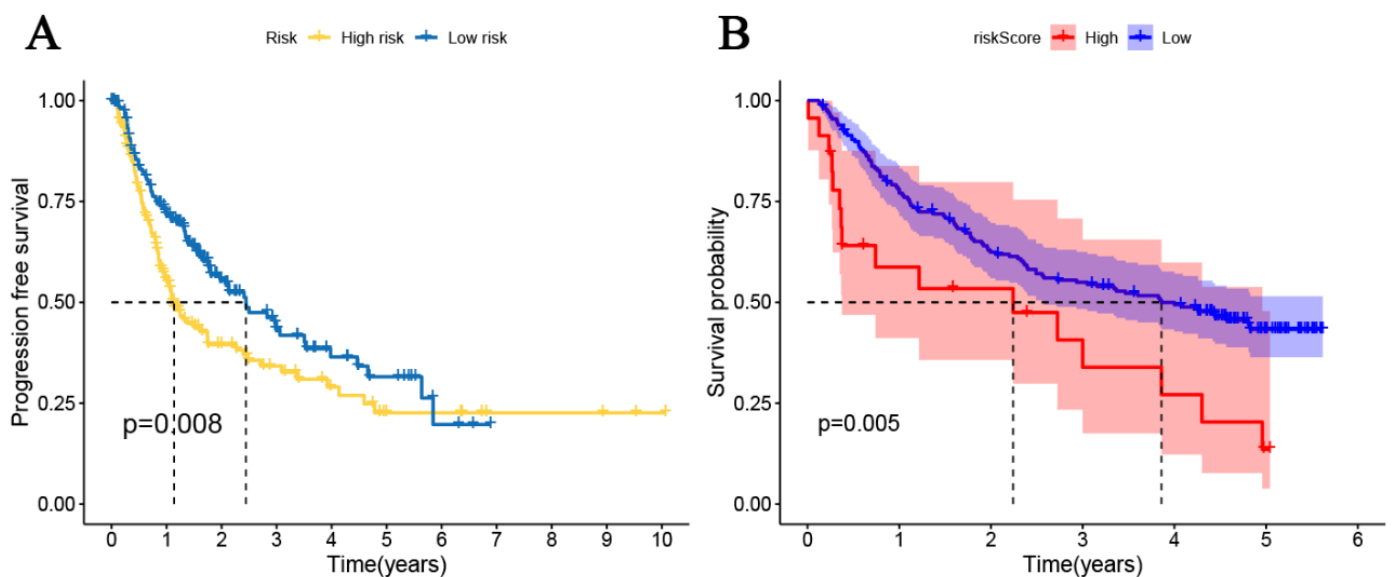 A
Risk High risk Low risk
Progression free survival
1.00
0.75
0.50
0.25
0.00
p=0.008
0 1 2 3 4 5 6 7 8 9 10
Time(years)
B
riskScore High Low
Survival probability
1.00
0.75
0.50
0.25
0.00
p=0.005
0 1 2 3 4 5 6
Time(years)